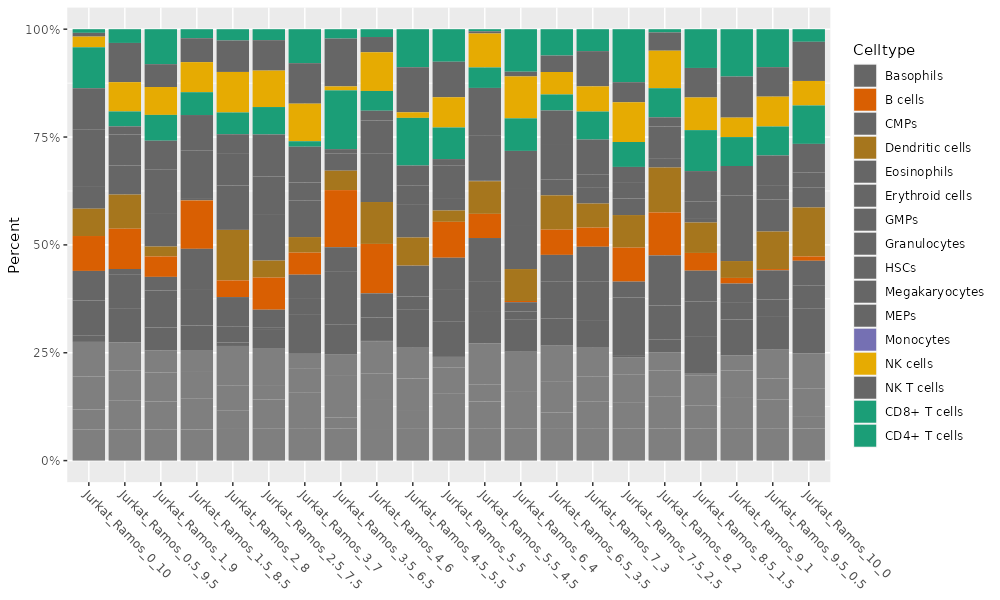 100%
75%
50%
25%
0%
Percent
Jurkat_Ramos_0_10
Jurkat_Ramos_0.5_9.5
Jurkat_Ramos_1_9
Jurkat_Ramos_1.5_8.5
Jurkat_Ramos_2_8
Jurkat_Ramos_2.5_7.5
Jurkat_Ramos_3_7
Jurkat_Ramos_3.5_6.5
Jurkat_Ramos_4_6
Jurkat_Ramos_4.5_5.5
Jurkat_Ramos_5_5
Jurkat_Ramos_5.5_4.5
Jurkat_Ramos_6_4
Jurkat_Ramos_6.5_3.5
Jurkat_Ramos_7_3
Jurkat_Ramos_7.5_2.5
Jurkat_Ramos_8_2
Jurkat_Ramos_8.5_1.5
Jurkat_Ramos_9_1
Jurkat_Ramos_9.5_0.5
Jurkat_Ramos_10_0
Celltype
Basophils
B cells
CMPs
Dendritic cells
Eosinophils
Erythroid cells
GMPs
Granulocytes
HSCs
Megakaryocytes
MEPs
Monocytes
NK cells
NK T cells
CD8+ T cells
CD4+ T cells